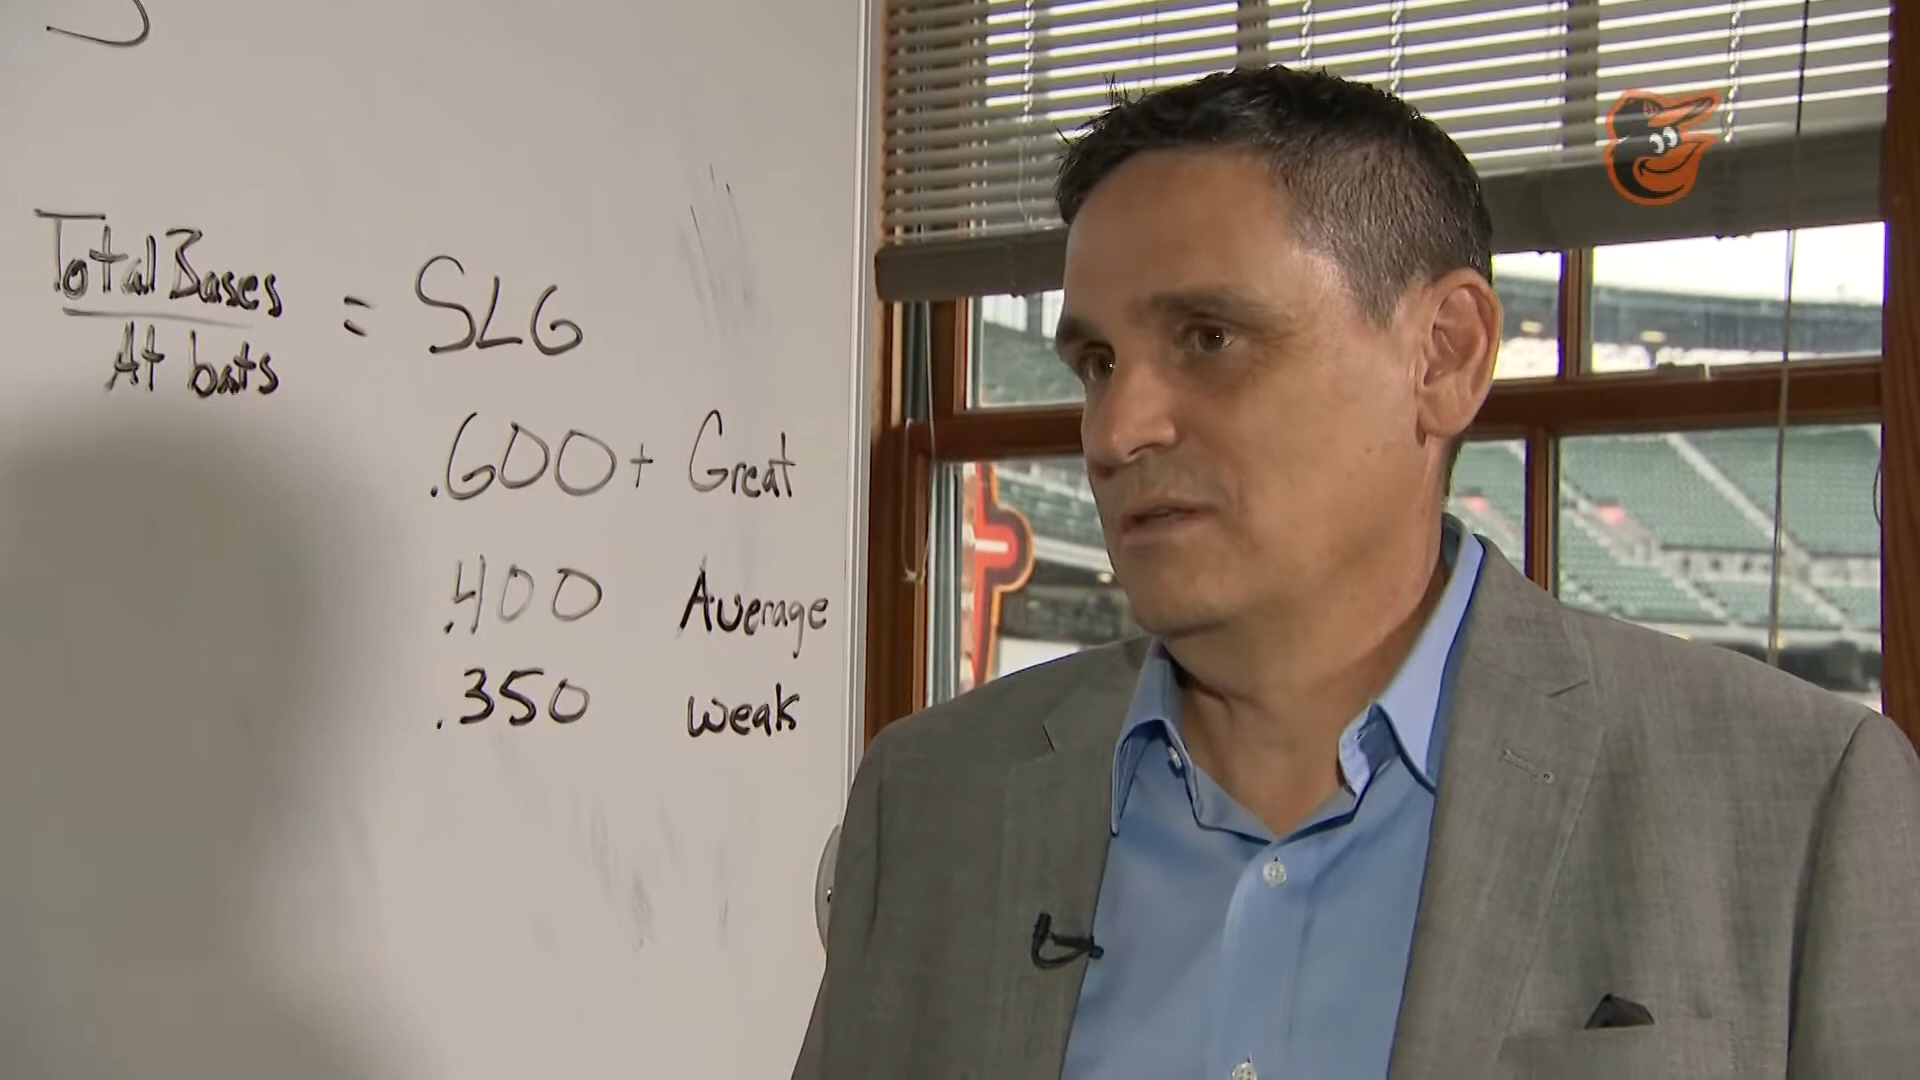 Total Bases
At bats
= SLG
.600+ Great
.400 Average
.350 weak